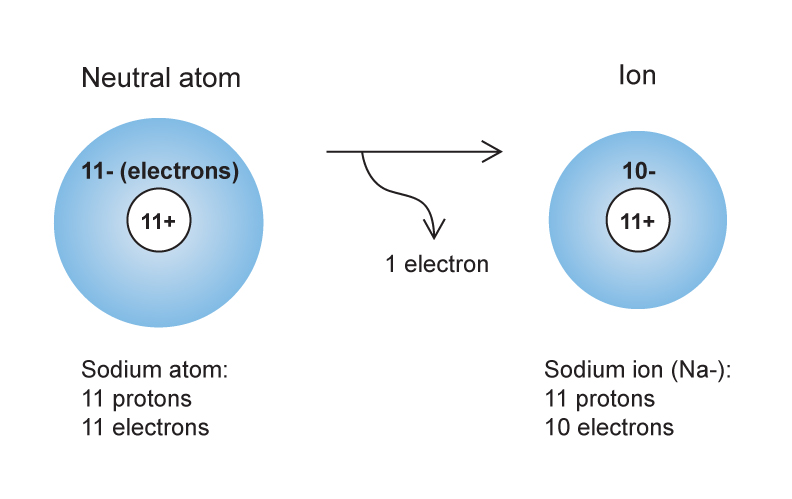 Neutral atom
Ion
11- (electrons)
11+
10-
11+
1 electron
Sodium atom:
11 protons
11 electrons
Sodium ion (Na-):
11 protons
10 electrons